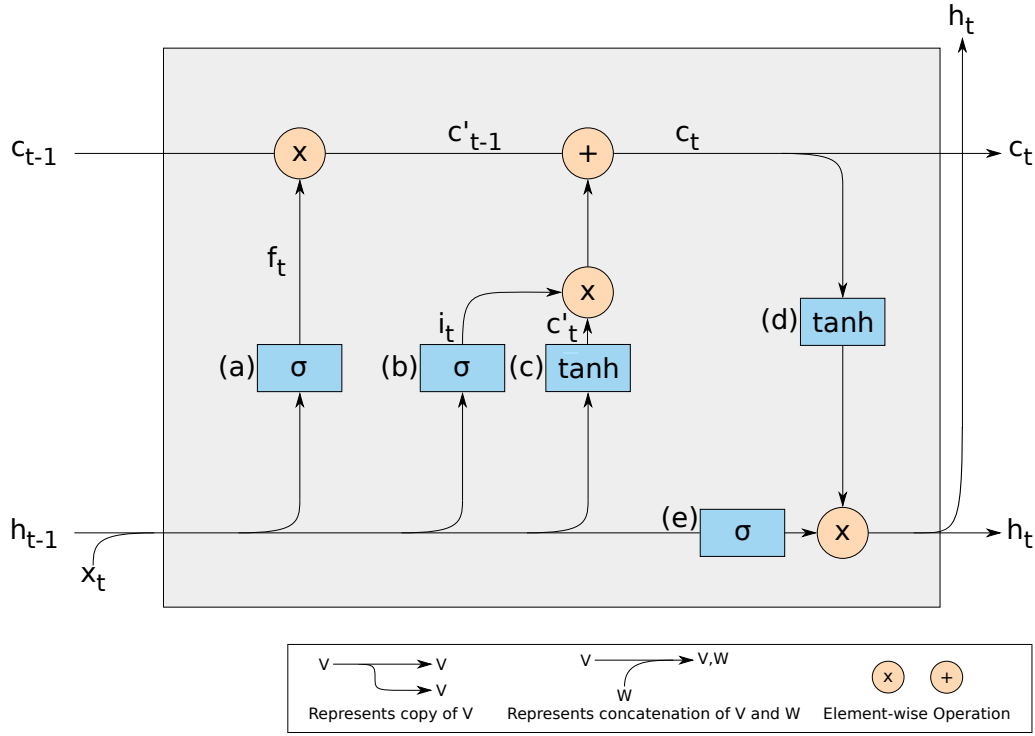 h_t
c_{t-1}
x
c'_{t-1}
+
c_t
c_t
f_t
x
i_t
c'_t
(d)
tanh
(a)
σ
(b)
σ
(c)
tanh
(e)
σ
x
h_{t-1}
h_t
x_t
V
V
V
V,W
x
+
V
W
Represents copy of V
Represents concatenation of V and W
Element-wise Operation